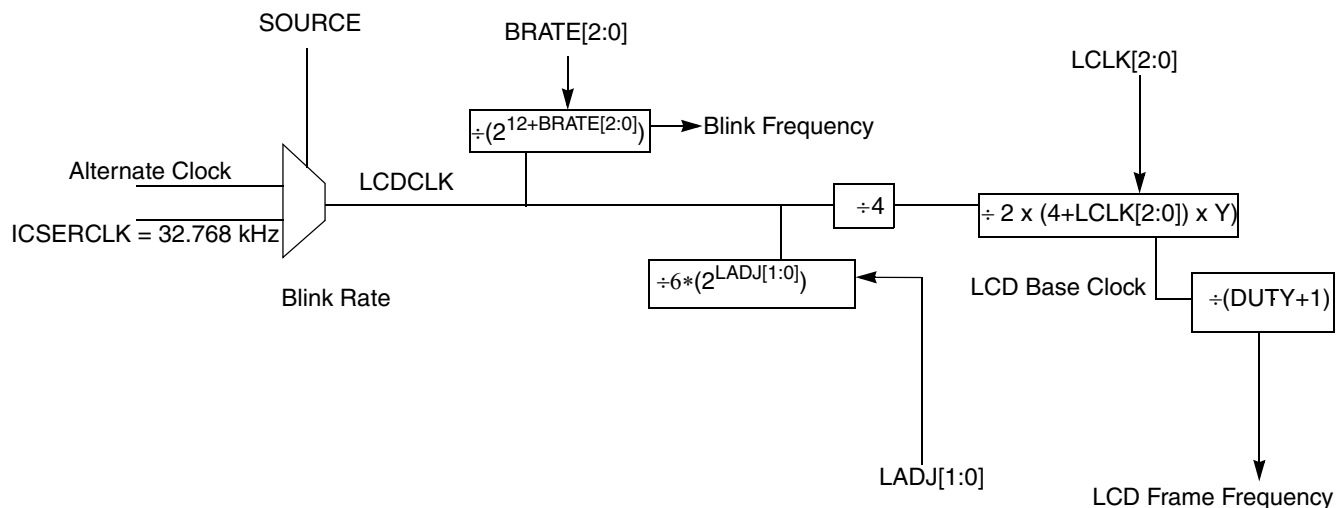 SOURCE
BRATE[2:0]
LCLK[2:0]
÷(2^12+BRATE[2:0])
Blink Frequency
Alternate Clock
LCDCLK
÷4
÷ 2 x (4+LCLK[2:0]) x Y)
ICSERCLK = 32.768 kHz
÷6*(2^LADJ[1:0])
LCD Base Clock
Blink Rate
÷(DUTY+1)
LADJ[1:0]
LCD Frame Frequency